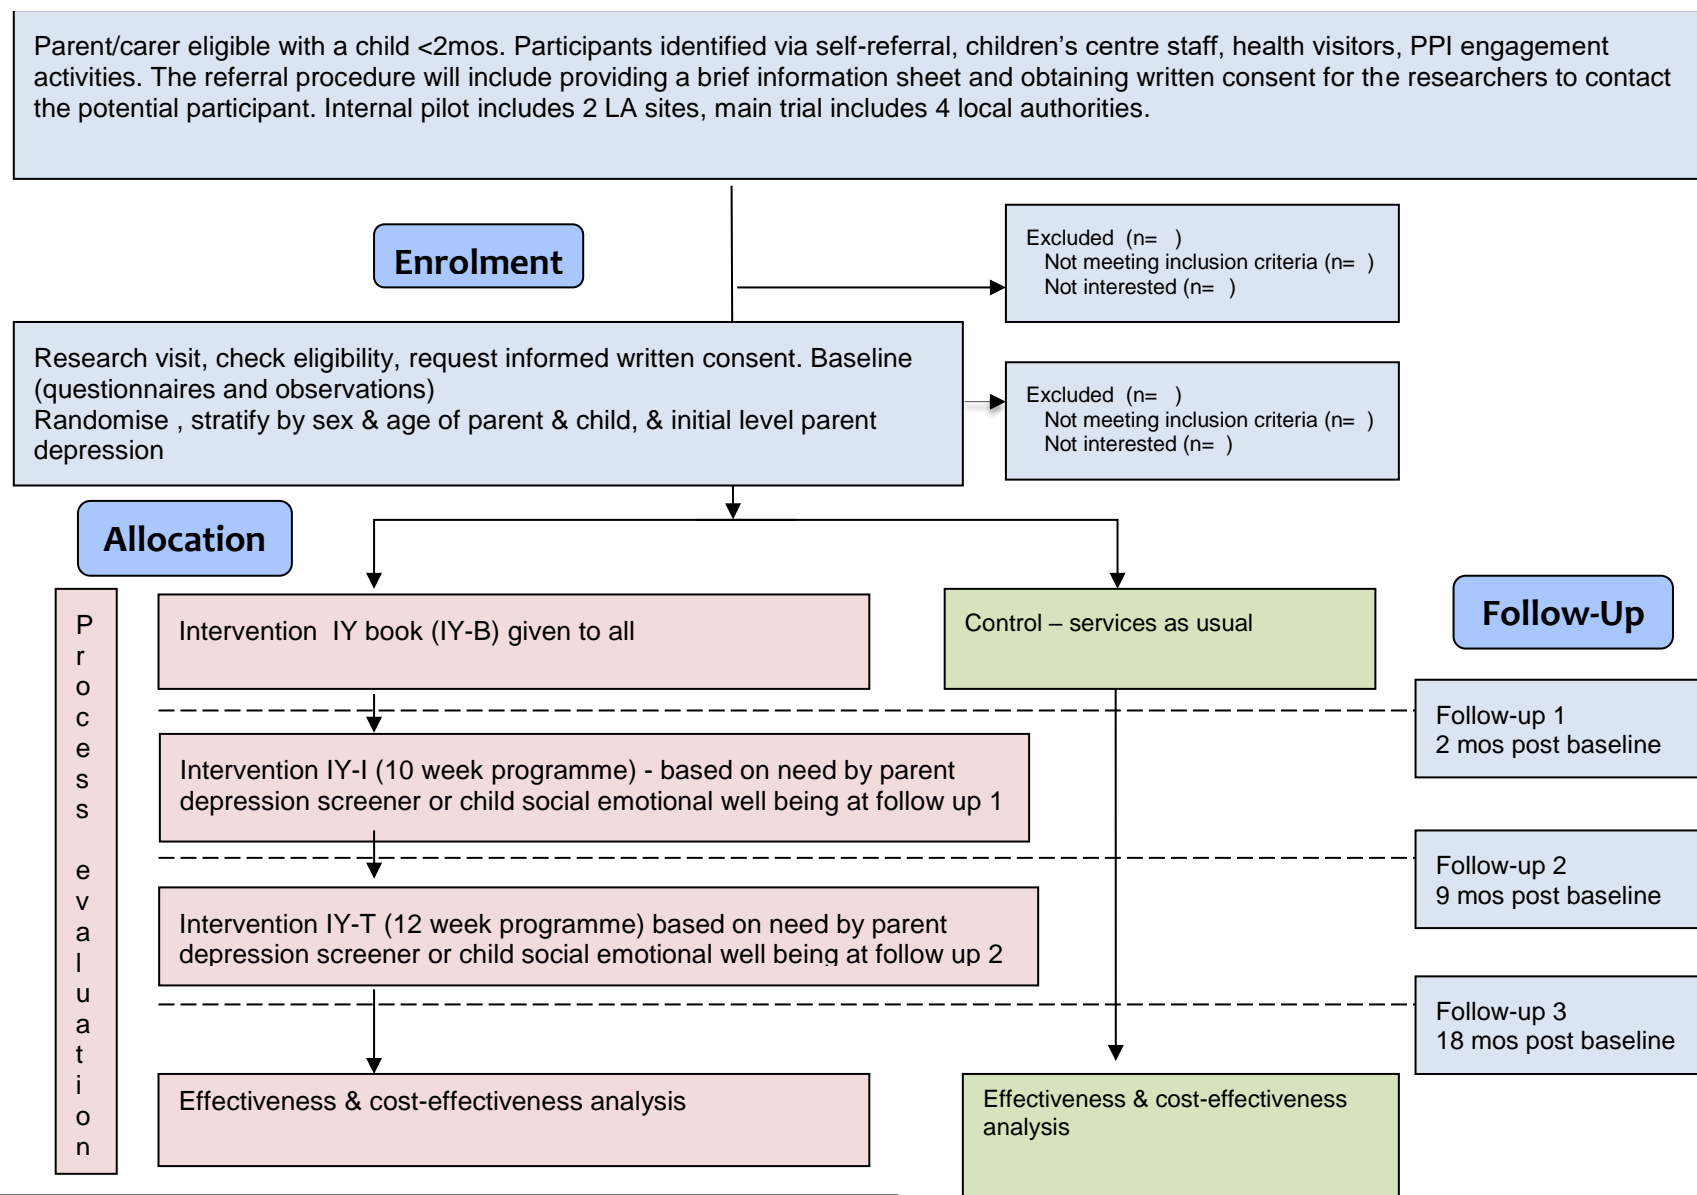 Parent/carer eligible with a child <2mos. Participants identified via self-referral, children’s centre staff, health visitors, PPI engagement
activities. The referral procedure will include providing a brief information sheet and obtaining written consent for the researchers to contact
the potential participant. Internal pilot includes 2 LA sites, main trial includes 4 local authorities.
Enrolment
Excluded (n= )
Not meeting inclusion criteria (n= )
Not interested (n= )
Research visit, check eligibility, request informed written consent. Baseline
(questionnaires and observations)
Randomise , stratify by sex & age of parent & child, & initial level parent
depression
Excluded (n= )
Not meeting inclusion criteria (n= )
Not interested (n= )
Allocation
Process evaluation
Intervention IY book (IY-B) given to all
Control – services as usual
Follow-Up
Follow-up 1
2 mos post baseline
Intervention IY-I (10 week programme) - based on need by parent
depression screener or child social emotional well being at follow up 1
Follow-up 2
9 mos post baseline
Intervention IY-T (12 week programme) based on need by parent
depression screener or child social emotional well being at follow up 2
Follow-up 3
18 mos post baseline
Effectiveness & cost-effectiveness analysis
Effectiveness & cost-effectiveness
analysis